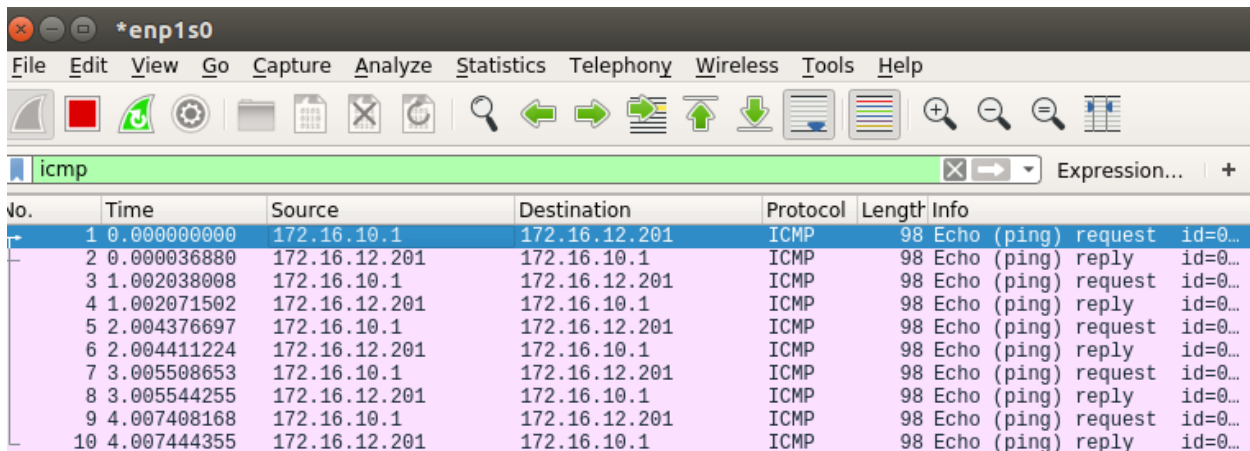 *enp1s0
File Edit View Go Capture Analyze Statistics Telephony Wireless Tools Help
icmp Expression... +
No. Time Source Destination Protocol Length Info
1 0.000000000 172.16.10.1 172.16.12.201 ICMP 98 Echo (ping) request id=0…
2 0.000036880 172.16.12.201 172.16.10.1 ICMP 98 Echo (ping) reply id=0…
3 1.002038008 172.16.10.1 172.16.12.201 ICMP 98 Echo (ping) request id=0…
4 1.002071502 172.16.12.201 172.16.10.1 ICMP 98 Echo (ping) reply id=0…
5 2.004376697 172.16.10.1 172.16.12.201 ICMP 98 Echo (ping) request id=0…
6 2.004411224 172.16.12.201 172.16.10.1 ICMP 98 Echo (ping) reply id=0…
7 3.005508653 172.16.10.1 172.16.12.201 ICMP 98 Echo (ping) request id=0…
8 3.005544255 172.16.12.201 172.16.10.1 ICMP 98 Echo (ping) reply id=0…
9 4.007408168 172.16.10.1 172.16.12.201 ICMP 98 Echo (ping) request id=0…
10 4.007444355 172.16.12.201 172.16.10.1 ICMP 98 Echo (ping) reply id=0…